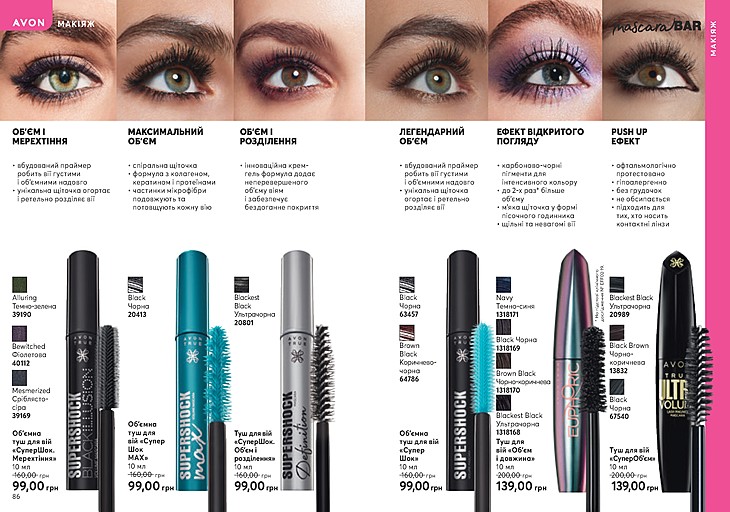 AVON
МАКІЯЖ
mascara BAR
МАКІЯЖ
ОБ'ЄМ І
МЕРЕХТІННЯ
• вбудований праймер
робить вії густими
і об'ємними надовго
• унікальна щіточка огортає
і ретельно розділяє вії
МАКСИМАЛЬНИЙ
ОБ'ЄМ
• спіральна щіточка
• формула з колагеном,
кератином і протеїнами
• частинки мікрофібри
подовжують та
потовщують кожну вію
ОБ'ЄМ І
РОЗДІЛЕННЯ
• інноваційна крем-
гель формула додає
неперевершеного
об'єму віям
і забезпечує
бездоганне покриття
ЛЕГЕНДАРНИЙ
ОБ'ЄМ
• вбудований праймер
робить вії густими
і об'ємними надовго
• унікальна щіточка
огортає і ретельно
розділяє вії
ЕФЕКТ ВІДКРИТОГО
ПОГЛЯДУ
• карбоново-чорні
пігменти для
інтенсивного кольору
• до 2-х раз* більше
об'єму
• м'яка щіточка у формі
пісочного годинника
• щільні та невагомі вії
PUSH UP
ЕФЕКТ
• офтальмологічно
протестовано
• гіпоалергенно
• без грудочок
• не обсипається
• підходить для
тих, хто носить
контактні лінзи
Alluring
Темно-зелена
39190
Bewitched
Фіолетова
40112
Mesmerized
Сріблясто-
сіра
39169
Об'ємна
туш для вій
«СуперШок.
Мерехтіння»
10 мл
160,00 грн
99,00 грн
AVON
TRUE
SUPERSHOCK
BLACK ILLUSION
Black
Чорна
20413
Об'ємна
туш для вій
«Супер
Шок
MAX»
10 мл
160,00 грн
99,00 грн
AVON
TRUE
SUPERSHOCK
max
Blackest
Black
Ультрачорна
20801
Туш для вій
«СуперШок.
Об'єм і
розділення»
10 мл
160,00 грн
99,00 грн
AVON
TRUE
SUPERSHOCK
Definition
Black
Чорна
63457
Brown
Black
Коричнево-
чорна
64786
Об'ємна
туш для вій
«Супер
Шок»
10 мл
160,00 грн
99,00 грн
AVON
TRUE
SUPERSHOCK
Navy
Темно-синя
1318171
Black Чорна
1318169
Brown Black
Чорно-коричнева
1318170
Blackest Black
Ультрачорна
1318168
Туш для
вій «Об'єм
і довжина»
10 мл
200,00 грн
139,00 грн
EUPHORIC
Blackest Black
Ультрачорна
20989
Black Brown
Чорно-
коричнева
13832
Black
Чорна
67540
Туш для вій
«СуперОб'єм»
10 мл
200,00 грн
139,00 грн
AVON
TRUE
ULTRA
VOLUME
86